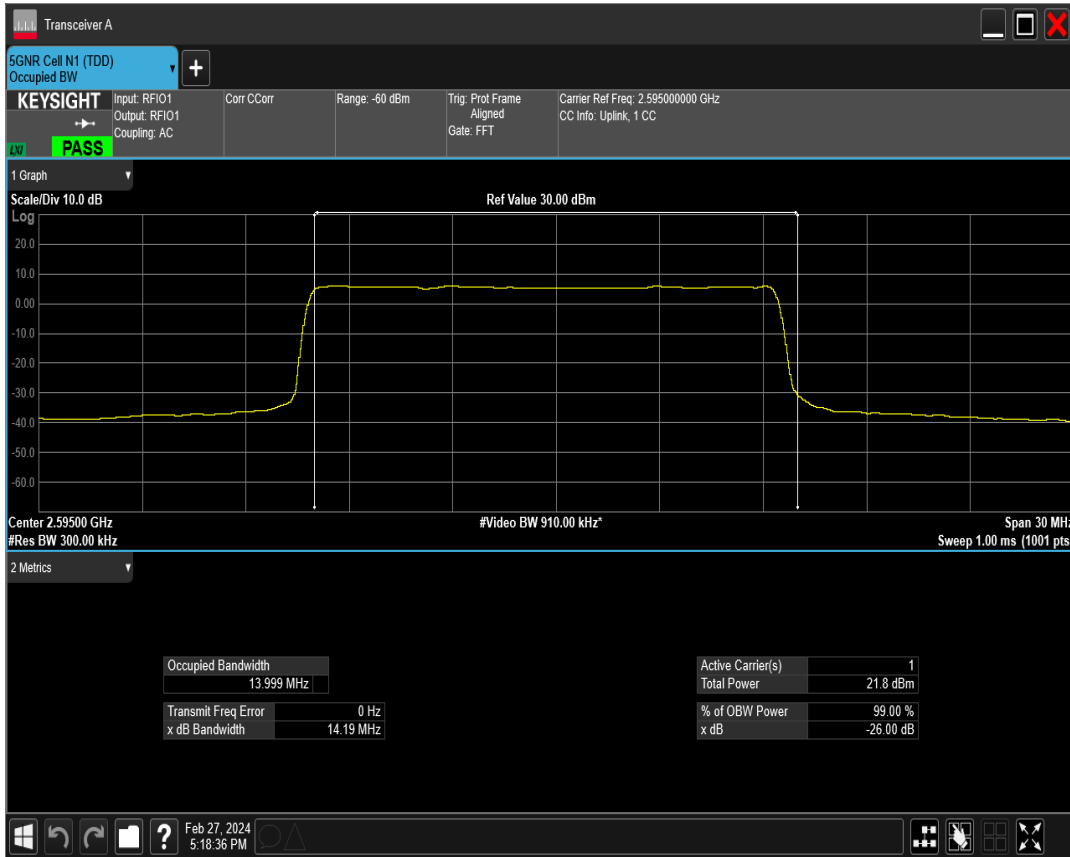 Transceiver A
5GNR Cell N1 (TDD)
Occupied BW
KEYSIGHT
LXI
PASS
Input: RFIO1
Output: RFIO1
Coupling: AC
Corr CCorr
Range: -60 dBm
Trig: Prot Frame
Aligned
Gate: FFT
Carrier Ref Freq: 2.595000000 GHz
CC Info: Uplink, 1 CC
1 Graph
Scale/Div 10.0 dB
Ref Value 30.00 dBm
Log
20.0
10.0
0.00
-10.0
-20.0
-30.0
-40.0
-50.0
-60.0
Center 2.59500 GHz
#Video BW 910.00 kHz*
Span 30 MHz
#Res BW 300.00 kHz
Sweep 1.00 ms (1001 pts
2 Metrics
Occupied Bandwidth
13.999 MHz
Transmit Freq Error 0 Hz
x dB Bandwidth 14.19 MHz
Active Carrier(s) 1
Total Power 21.8 dBm
% of OBW Power 99.00 %
x dB -26.00 dB
?
Feb 27, 2024
5:18:36 PM